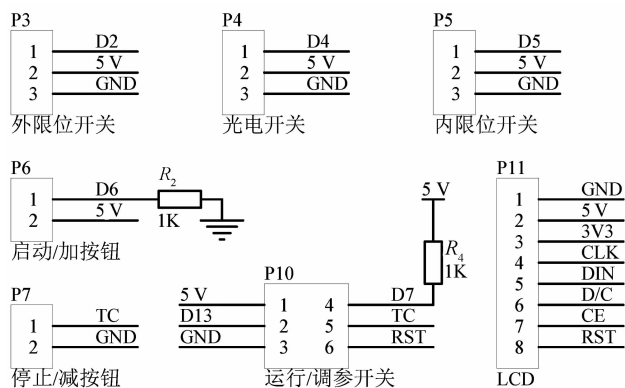 P3
1 D2
2 5 V
3 GND
外限位开关
P4
1 D4
2 5 V
3 GND
光电开关
P5
1 D5
2 5 V
3 GND
内限位开关
P6
1 D6
2 5 V
R2
1K
启动/加按钮
P7
1 TC
2 GND
停止/减按钮
5 V
R4
1K
P10
5 V 1 4 D7
D13 2 5 TC
GND 3 6 RST
运行/调参开关
P11
1 GND
2 5 V
3 3V3
4 CLK
5 DIN
6 D/C
7 CE
8 RST
LCD